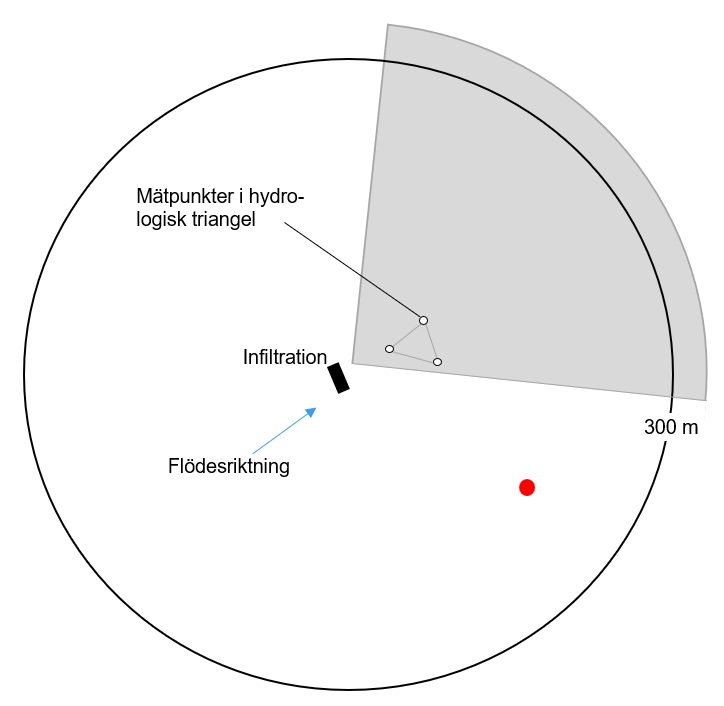 Mätpunkter i hydro-
logisk triangel
Infiltration
300 m
Flödesriktning